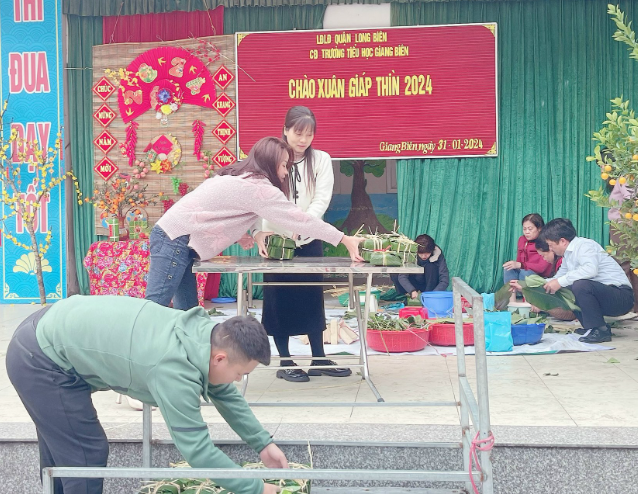 THI
ĐUA
DẠY
TỐT
CHÚC
MỪNG
NĂM
MỚI
AN
KHANG
THỊNH
VƯỢNG
LĐLĐ QUẬN LONG BIÊN
CĐ TRƯỜNG TIỂU HỌC GIANG BIÊN
CHÀO XUÂN GIÁP THÌN 2024
Giang Biên, ngày 31-01-2024